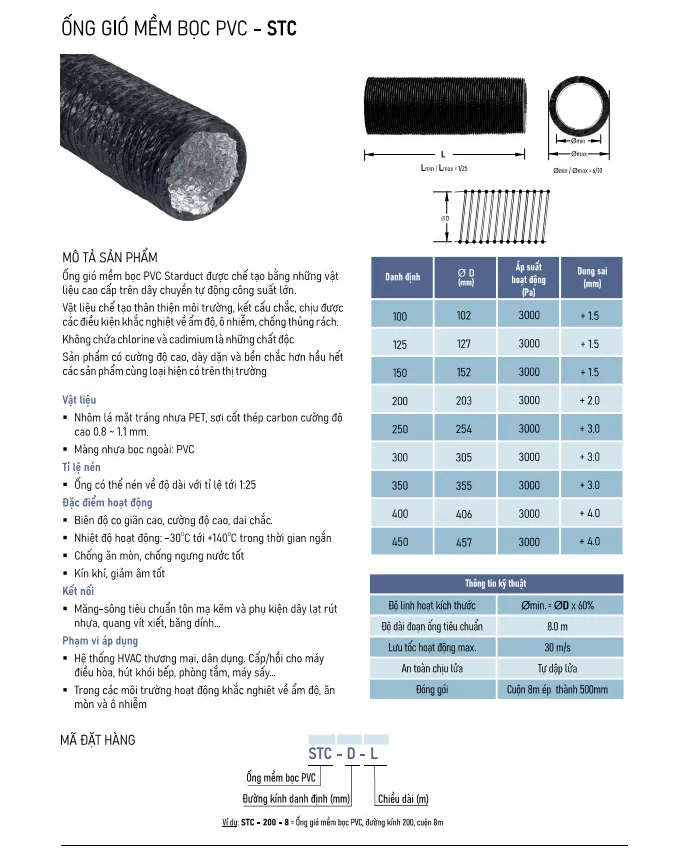 ỐNG GIÓ MỀM BỌC PVC - STC
L
Lmin / Lmax = 1/25
Ømin
Ømax
Ømin / Ømax = 6/10
ØD
MÔ TẢ SẢN PHẨM
Ống gió mềm bọc PVC Starduct được chế tạo bằng những vật
liệu cao cấp trên dây chuyền tự động công suất lớn.
Vật liệu chế tạo thân thiện môi trường, kết cấu chắc, chịu được
các điều kiện khắc nghiệt về ẩm độ, ô nhiễm, chống thủng rách.
Không chứa chlorine và cadimium là những chất độc
Sản phẩm có cường độ cao, dày dặn và bền chắc hơn hầu hết
các sản phẩm cùng loại hiện có trên thị trường
Vật liệu
▪ Nhôm lá mặt tráng nhựa PET, sợi cốt thép carbon cường độ
cao 0.8 ~ 1.1 mm.
▪ Màng nhựa bọc ngoài: PVC
Tỉ lệ nén
▪ Ống có thể nén về độ dài với tỉ lệ tới 1:25
Đặc điểm hoạt động
▪ Biên độ co giãn cao, cường độ cao, dai chắc.
▪ Nhiệt độ hoạt động: -30°C tới +140°C trong thời gian ngắn
▪ Chống ăn mòn, chống ngưng nước tốt
▪ Kín khí, giảm âm tốt
Kết nối
▪ Măng-sông tiêu chuẩn tôn mạ kẽm và phụ kiện dây lạt rút
nhựa, quang vít xiết, băng dính...
Phạm vi áp dụng
▪ Hệ thống HVAC thương mại, dân dụng. Cấp/hồi cho máy
điều hòa, hút khói bếp, phòng tắm, máy sấy...
▪ Trong các môi trường hoạt động khắc nghiệt về ẩm độ, ăn
mòn và ô nhiễm
Danh định Ø D (mm) Áp suất hoạt động (Pa) Dung sai (mm)
100 102 3000 + 1.5
125 127 3000 + 1.5
150 152 3000 + 1.5
200 203 3000 + 2.0
250 254 3000 + 3.0
300 305 3000 + 3.0
350 355 3000 + 3.0
400 406 3000 + 4.0
450 457 3000 + 4.0
Thông tin kỹ thuật
Độ linh hoạt kích thước Ømin. = ØD x 60%
Độ dài đoạn ống tiêu chuẩn 8.0 m
Lưu tốc hoạt động max. 30 m/s
An toàn chịu lửa Tự dập lửa
Đóng gói Cuộn 8m ép thành 500mm
MÃ ĐẶT HÀNG
STC - D - L
Ống mềm bọc PVC
Đường kính danh định (mm)
Chiều dài (m)
Ví dụ: STC - 200 - 8 = Ống gió mềm bọc PVC, đường kính 200, cuộn 8m